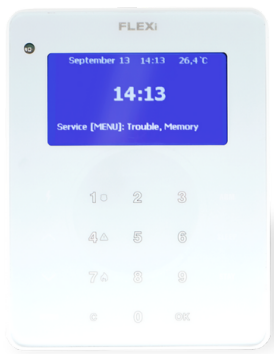 FLEXi
September 13 14:13 26,4˚C
14:13
Service [MENU]: Trouble, Memory
1 2 3
4 5 6
7 8 9
C 0 OK